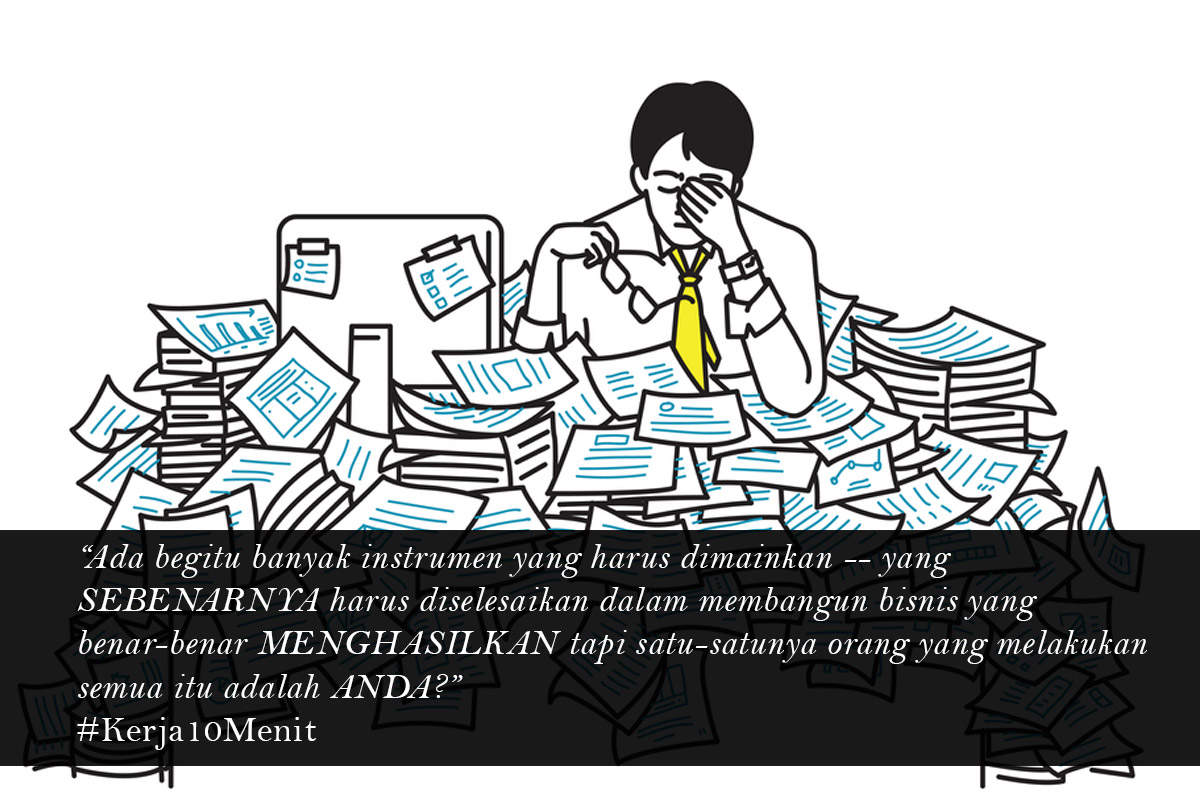 “Ada begitu banyak instrumen yang harus dimainkan -- yang
SEBENARNYA harus diselesaikan dalam membangun bisnis yang
benar-benar MENGHASILKAN tapi satu-satunya orang yang melakukan
semua itu adalah ANDA?”
#Kerja10Menit